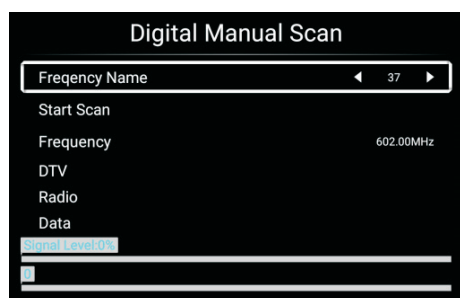 Digital Manual Scan
Freqency Name 37
Start Scan
Frequency 602.00MHz
DTV
Radio
Data
Signal Level:0%
0